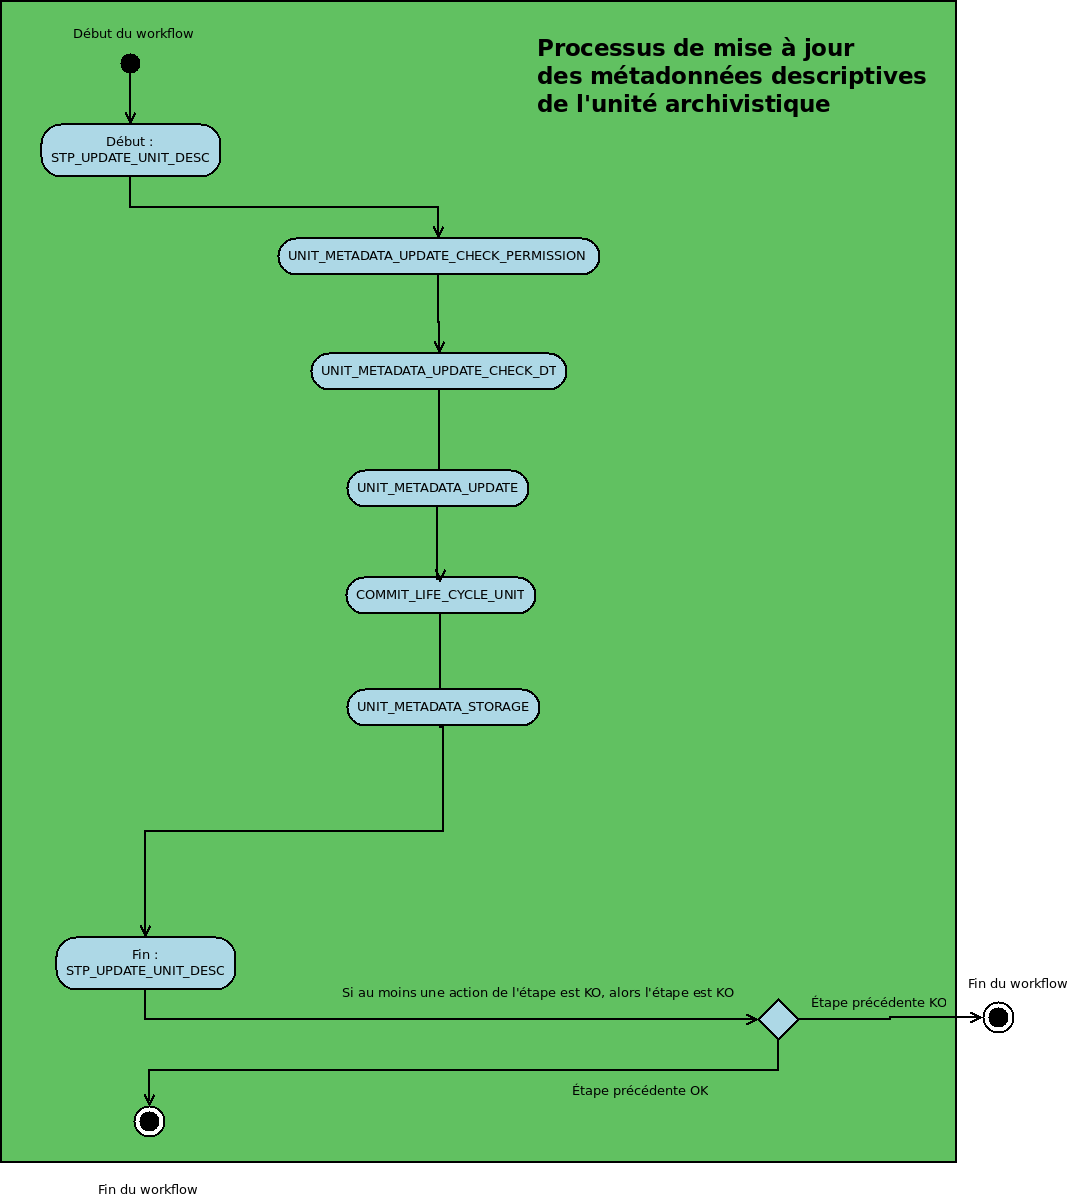 Début du workflow
Processus de mise à jour
des métadonnées descriptives
de l'unité archivistique
Début :
STP_UPDATE_UNIT_DESC
UNIT_METADATA_UPDATE_CHECK_PERMISSION
UNIT_METADATA_UPDATE_CHECK_DT
UNIT_METADATA_UPDATE
COMMIT_LIFE_CYCLE_UNIT
UNIT_METADATA_STORAGE
Fin :
STP_UPDATE_UNIT_DESC
Si au moins une action de l'étape est KO, alors l'étape est KO
Étape précédente KO
Fin du workflow
Étape précédente OK
Fin du workflow